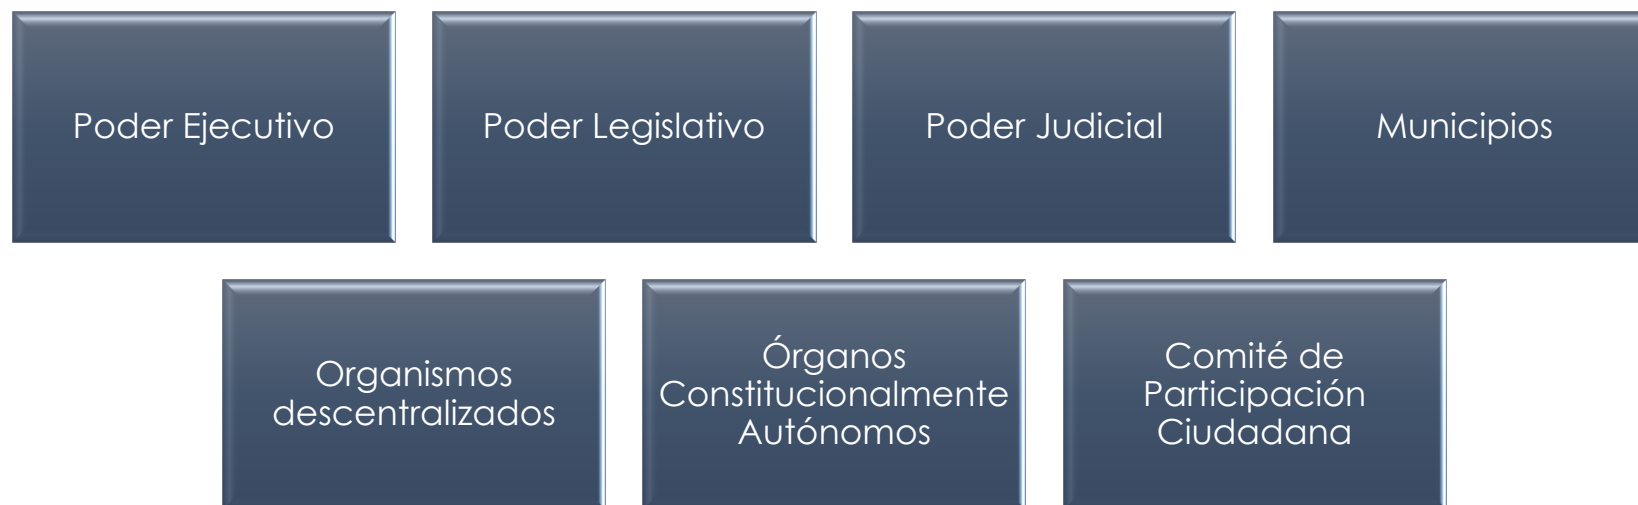 Poder Ejecutivo
Poder Legislativo
Poder Judicial
Municipios
Organismos
descentralizados
Órganos
Constitucionalmente
Autónomos
Comité de
Participación
Ciudadana